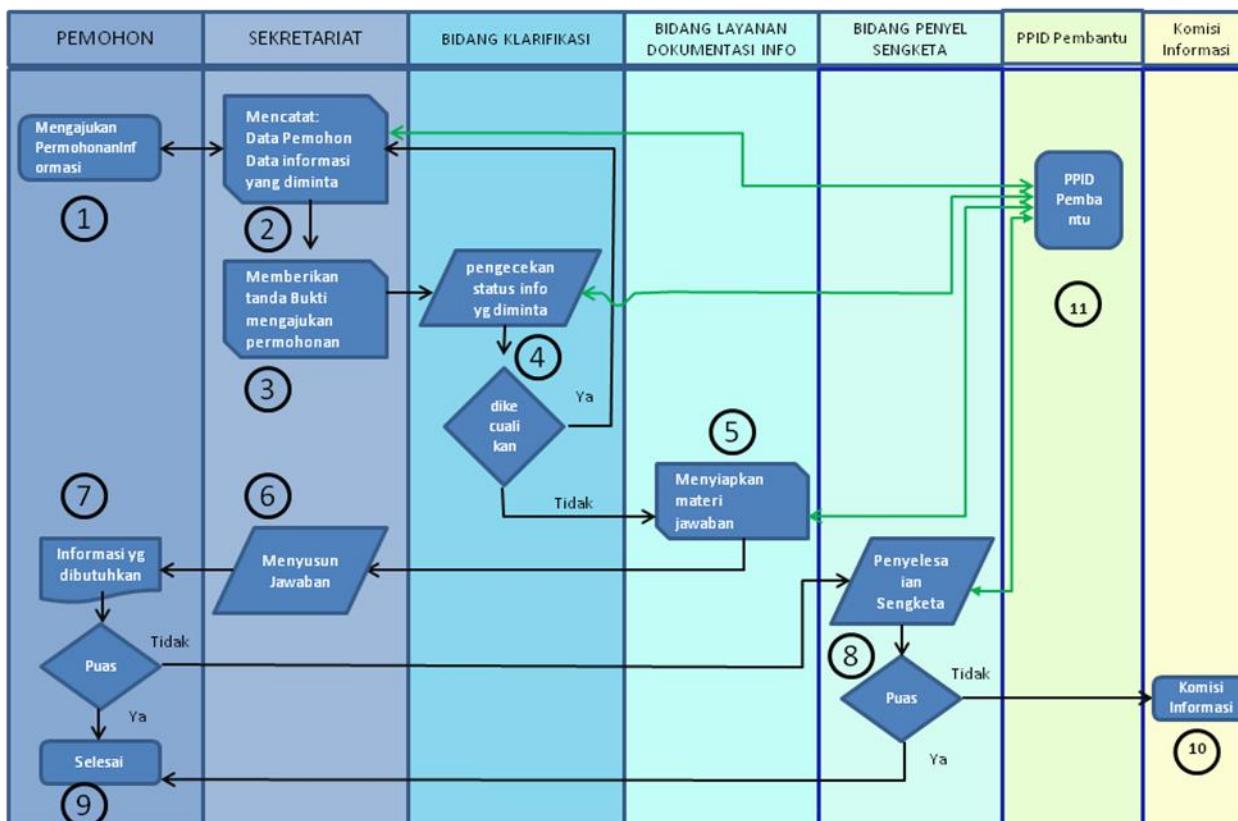 PEMOHON
SEKRETARIAT
BIDANG KLARIFIKASI
BIDANG LAYANAN
DOKUMENTASI INFO
BIDANG PENYEL
SENGKETA
PPID Pembantu
Komisi
Informasi
Mengajukan
PermohonanInf
ormasi
1
Mencatat:
Data Pemohon
Data informasi
yang diminta
2
Memberikan
tanda Bukti
mengajukan
permohonan
3
pengecekan
status info
yg diminta
4
dike
cuali
kan
Ya
Tidak
5
Menyiapkan
materi
jawaban
PPID
Pemba
ntu
11
6
Menyusun
Jawaban
7
Informasi yg
dibutuhkan
Puas
Tidak
Ya
Selesai
9
Penyelesa
ian
Sengketa
8
Puas
Tidak
Ya
Komisi
Informasi
10